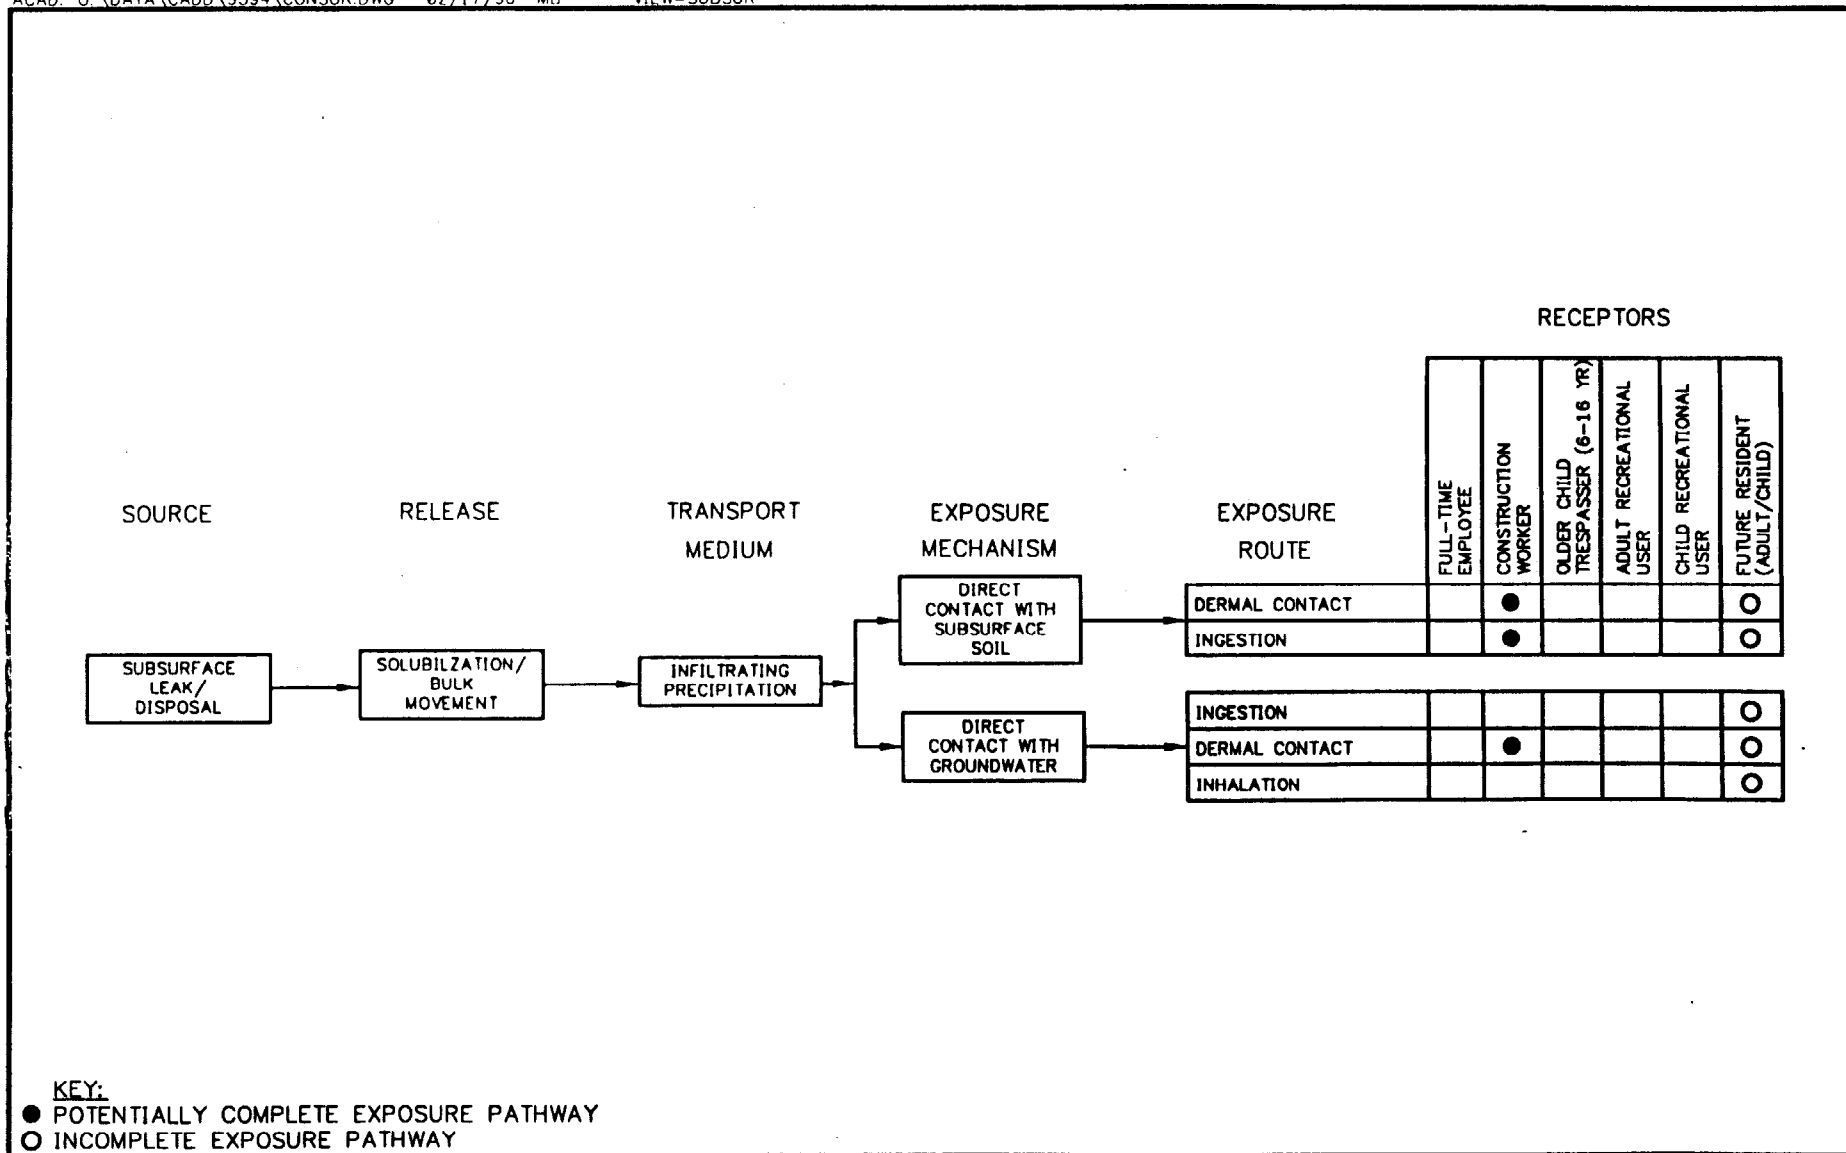 RECEPTORS
FULL-TIME
EMPLOYEE
CONSTRUCTION
WORKER
OLDER CHILD
TRESPASSER (6-16 YR)
ADULT RECREATIONAL
USER
CHILD RECREATIONAL
USER
FUTURE RESIDENT
(ADULT/CHILD)
SOURCE
RELEASE
TRANSPORT
MEDIUM
EXPOSURE
MECHANISM
EXPOSURE
ROUTE
SUBSURFACE
LEAK/
DISPOSAL
SOLUBILZATION/
BULK
MOVEMENT
INFILTRATING
PRECIPITATION
DIRECT
CONTACT WITH
SUBSURFACE
SOIL
DERMAL CONTACT
INGESTION
DIRECT
CONTACT WITH
GROUNDWATER
INGESTION
DERMAL CONTACT
INHALATION
KEY:
POTENTIALLY COMPLETE EXPOSURE PATHWAY
INCOMPLETE EXPOSURE PATHWAY